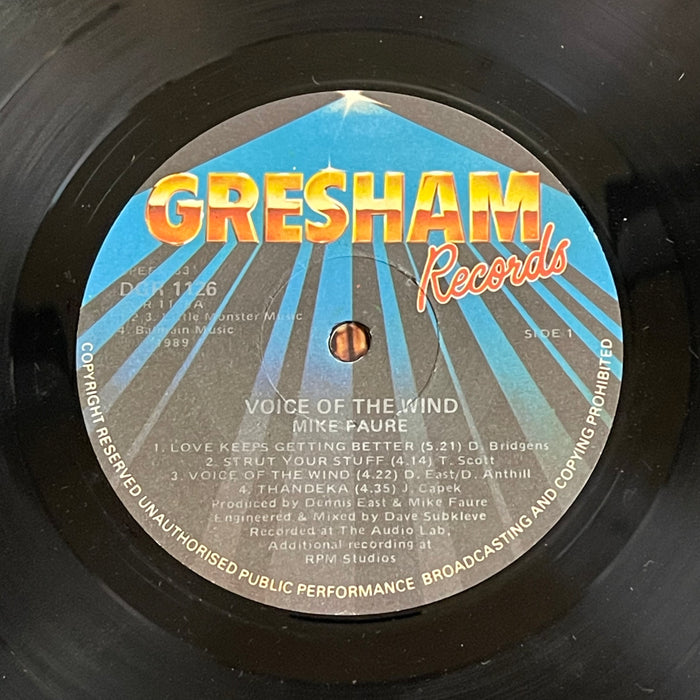 GRESHAM
Records
DGR 1126
2, 3. Little Monster Music
4. Bahrain Music
1989
SIDE 1
VOICE OF THE WIND
MIKE FAURE
1. LOVE KEEPS GETTING BETTER (5.21) D. Bridgens
2. STRUT YOUR STUFF (4.14) T. Scott
3. VOICE OF THE WIND (4.22) D. East/D. Anthill
4. THANDEKA (4.35) J. Capek
Produced by Dennis East & Mike Faure
Engineered & Mixed by Dave Subkleve
Recorded at The Audio Lab,
Additional recording at
RPM Studios
COPYRIGHT RESERVED UNAUTHORISED PUBLIC PERFORMANCE BROADCASTING AND COPYING PROHIBITED